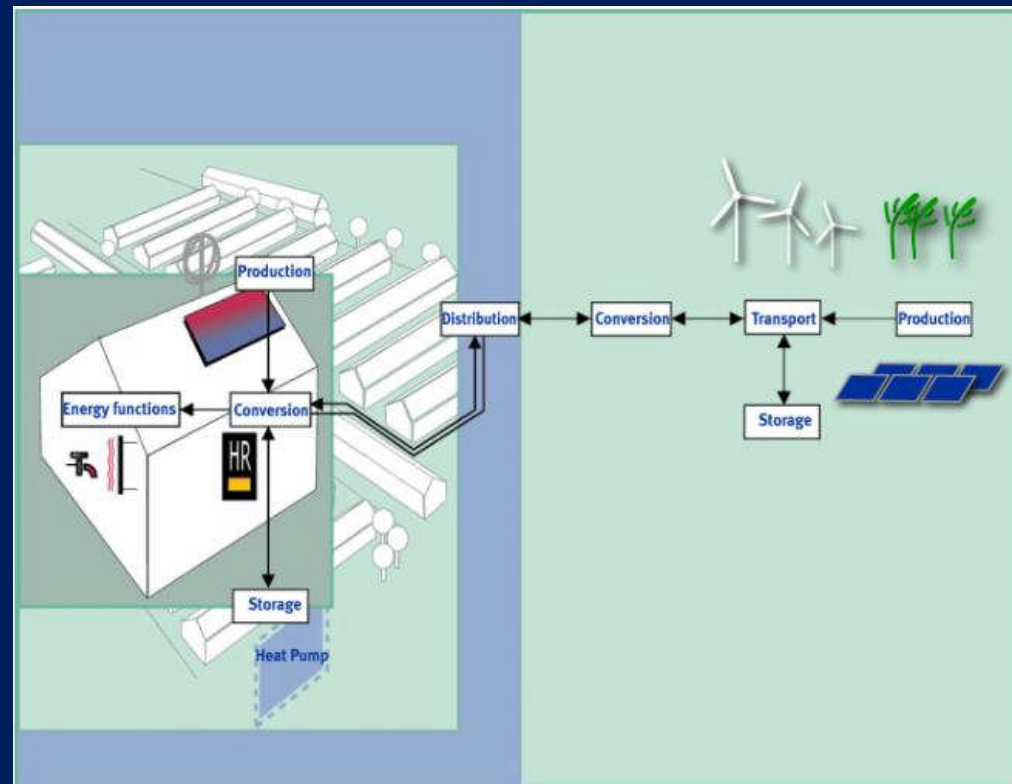 Production
Distribution
Conversion
Transport
Production
Energy functions
Conversion
Storage
HR
Storage
Heat Pump